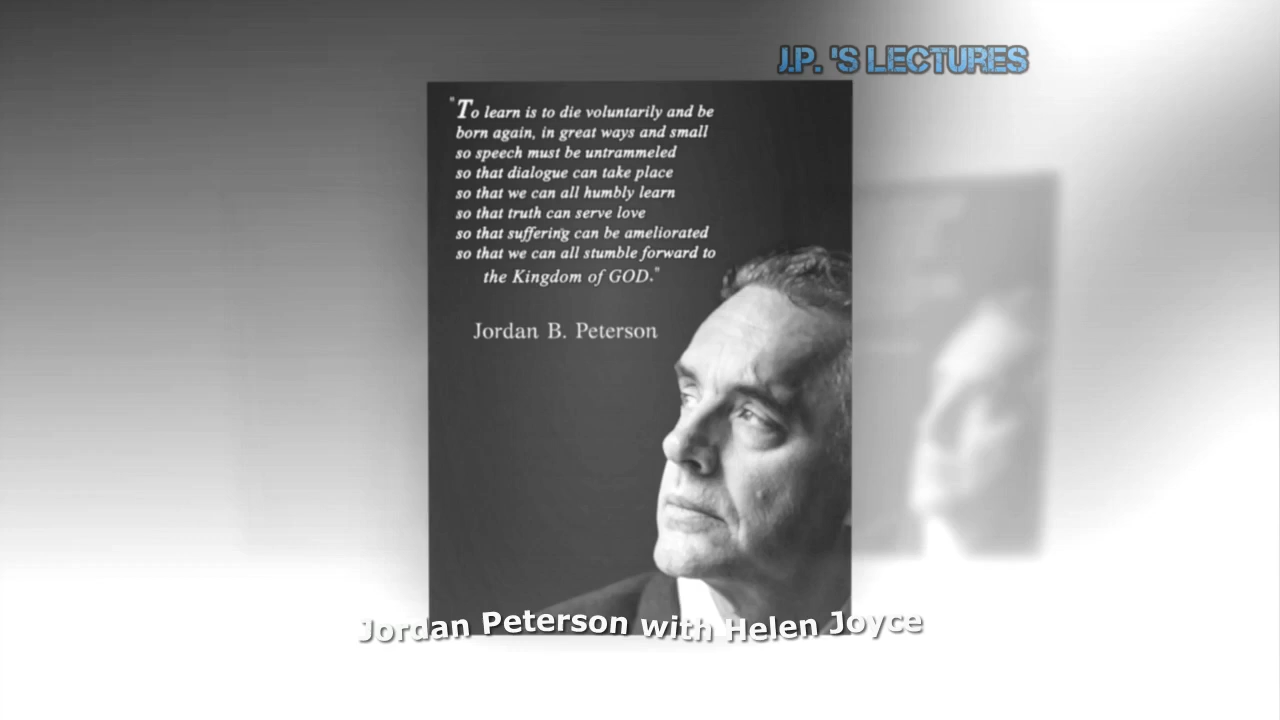 J.P. 'S LECTURES
"To learn is to die voluntarily and be
born again, in great ways and small
so speech must be untrammeled
so that dialogue can take place
so that we can all humbly learn
so that truth can serve love
so that suffering can be ameliorated
so that we can all stumble forward to
the Kingdom of GOD."
Jordan B. Peterson
Jordan Peterson with Helen Joyce